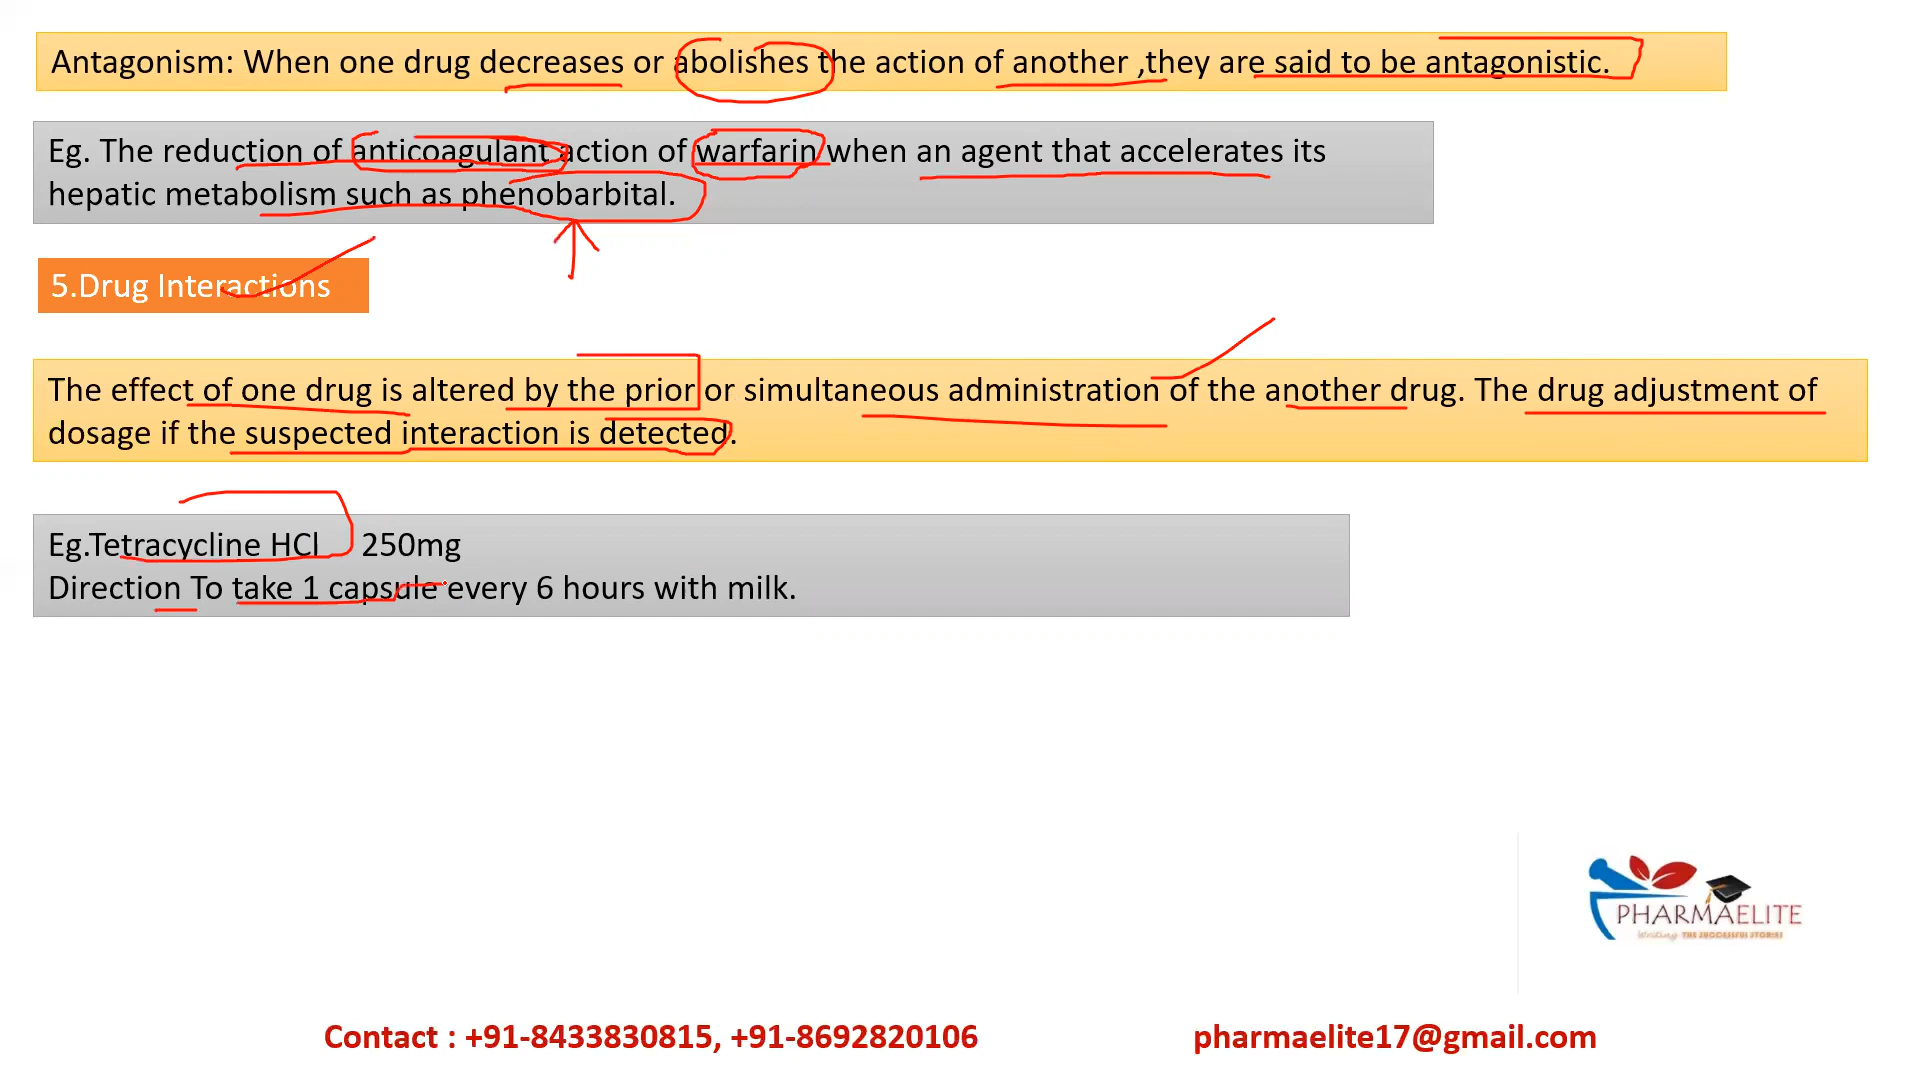 Antagonism: When one drug decreases or abolishes the action of another ,they are said to be antagonistic.
Eg. The reduction of anticoagulant action of warfarin when an agent that accelerates its
hepatic metabolism such as phenobarbital.
5.Drug Interactions
The effect of one drug is altered by the prior or simultaneous administration of the another drug. The drug adjustment of
dosage if the suspected interaction is detected.
Eg.Tetracycline HCl 250mg
Direction To take 1 capsule every 6 hours with milk.
PHARMAELITE
Writing THE SUCCESSFUL STORIES
Contact : +91-8433830815, +91-8692820106 pharmaelite17@gmail.com